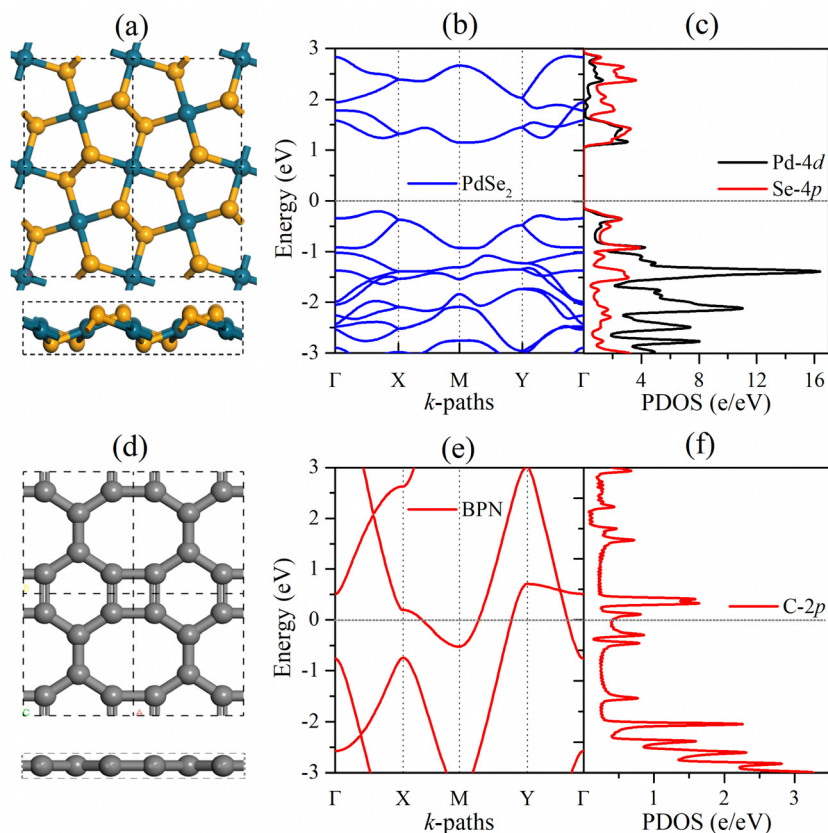 (a)
(b)
(c)
3
2
1
0
-1
-2
-3
Energy (eV)
PdSe₂
Γ X M Y Γ
k-paths
Pd-4d
Se-4p
4 8 12 16
PDOS (e/eV)
(d)
(e)
(f)
3
2
1
0
-1
-2
-3
Energy (eV)
BPN
Γ X M Y Γ
k-paths
C-2p
1 2 3
PDOS (e/eV)
C
A